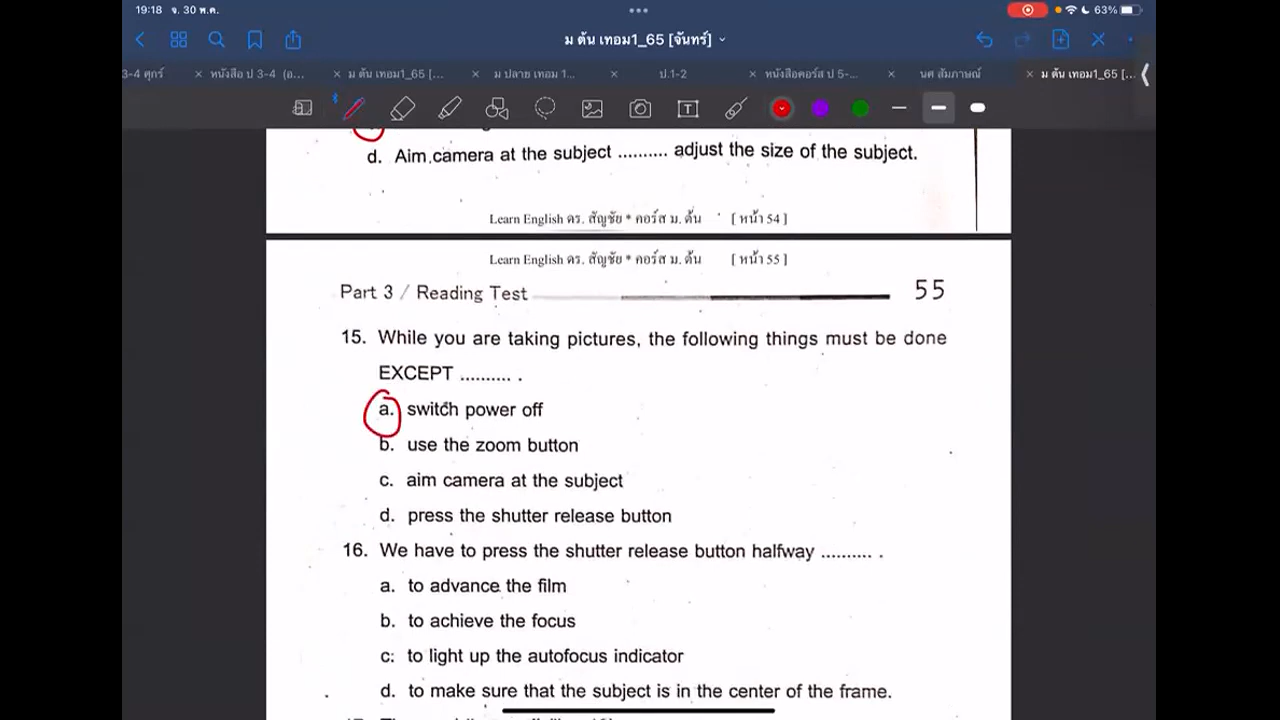 19:18 จ. 30 พ.ค.
63%
ม ต้น เทอม1_65 [จันทร์]
3-4 ศุกร์ × หนังสือ ป 3-4 (อ... × ม ต้น เทอม1_65 [... × ม ปลาย เทอม 1... × ป.1-2 × หนังสือคอร์ส ป 5-... × นศ สัมภาษณ์ × ม ต้น เทอม1_65 [...
d. Aim camera at the subject .......... adjust the size of the subject.
Learn English ดร. สัญชัย * คอร์ส ม. ต้น [ หน้า 54 ]
Learn English ดร. สัญชัย * คอร์ส ม. ต้น [ หน้า 55 ]
Part 3 / Reading Test 55
15. While you are taking pictures, the following things must be done
EXCEPT .......... .
a. switch power off
b. use the zoom button
c. aim camera at the subject
d. press the shutter release button
16. We have to press the shutter release button halfway .......... .
a. to advance the film
b. to achieve the focus
c. to light up the autofocus indicator
d. to make sure that the subject is in the center of the frame.